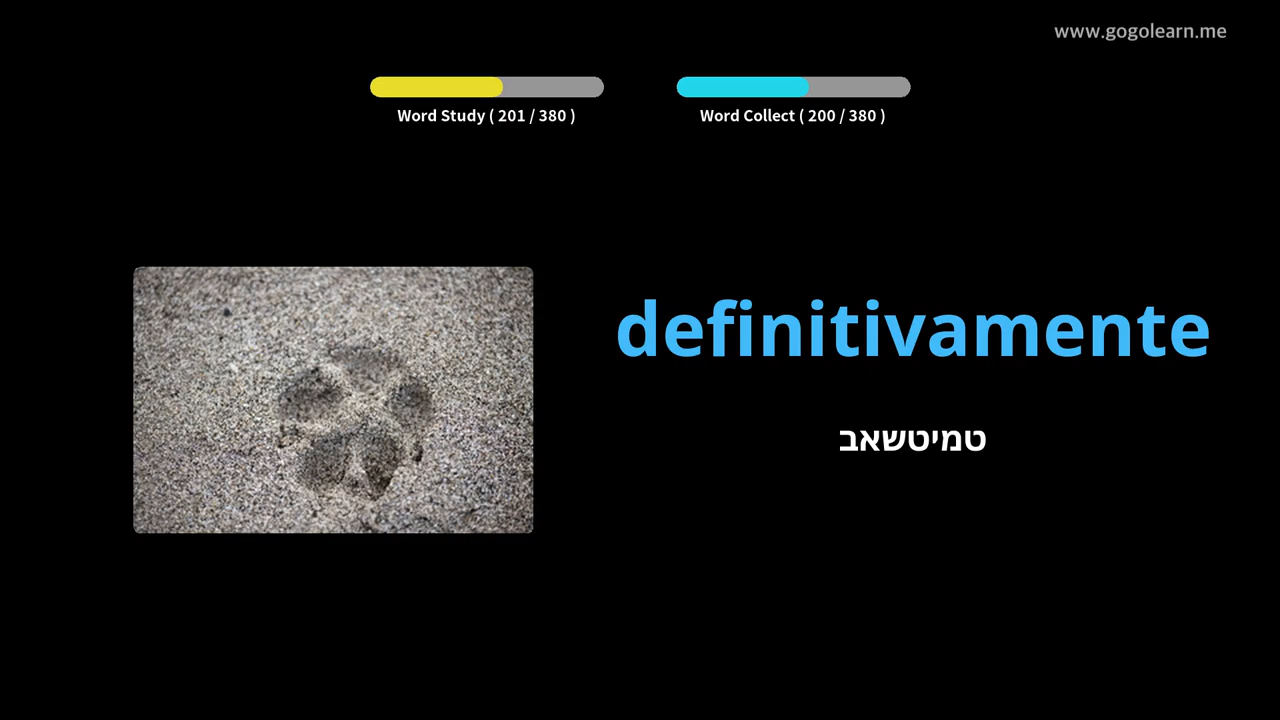 www.gogolearn.me
Word Study ( 201 / 380 )
Word Collect ( 200 / 380 )
definitivamente
טמיטשאב